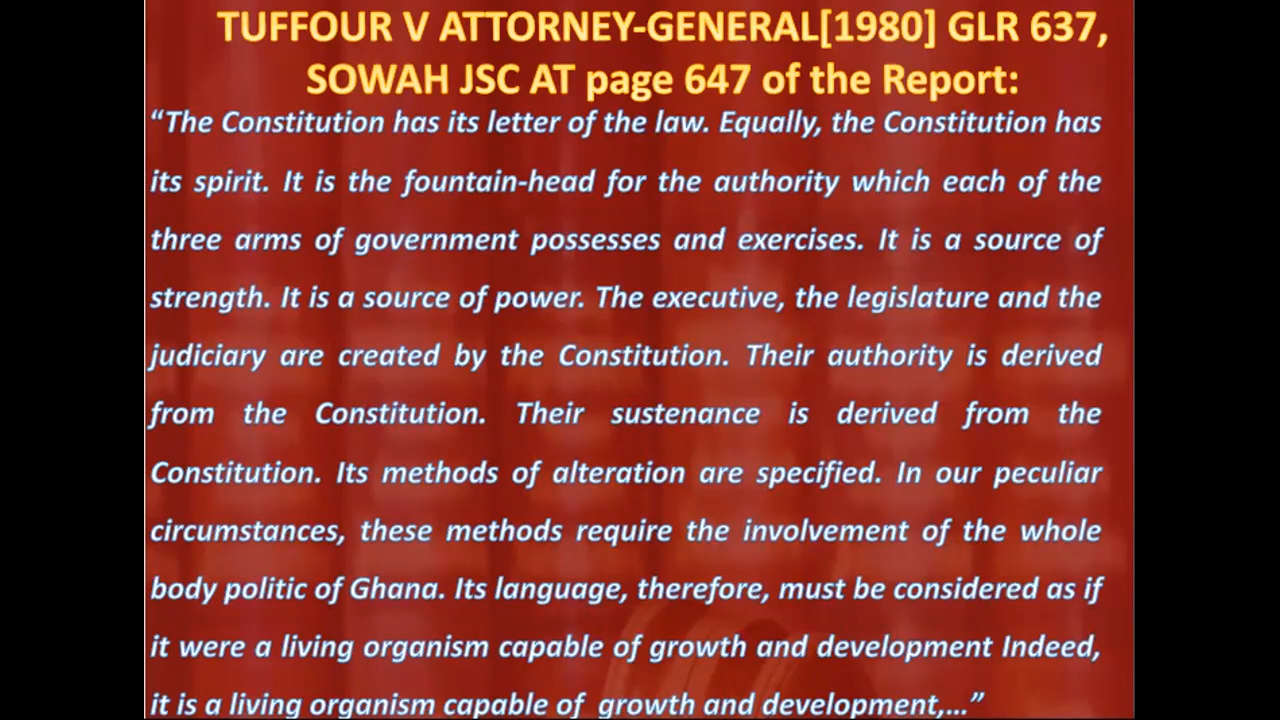 TUFFOUR V ATTORNEY-GENERAL[1980] GLR 637,
SOWAH JSC AT page 647 of the Report:
“The Constitution has its letter of the law. Equally, the Constitution has
its spirit. It is the fountain-head for the authority which each of the
three arms of government possesses and exercises. It is a source of
strength. It is a source of power. The executive, the legislature and the
judiciary are created by the Constitution. Their authority is derived
from the Constitution. Their sustenance is derived from the
Constitution. Its methods of alteration are specified. In our peculiar
circumstances, these methods require the involvement of the whole
body politic of Ghana. Its language, therefore, must be considered as if
it were a living organism capable of growth and development Indeed,
it is a living organism capable of growth and development,...”